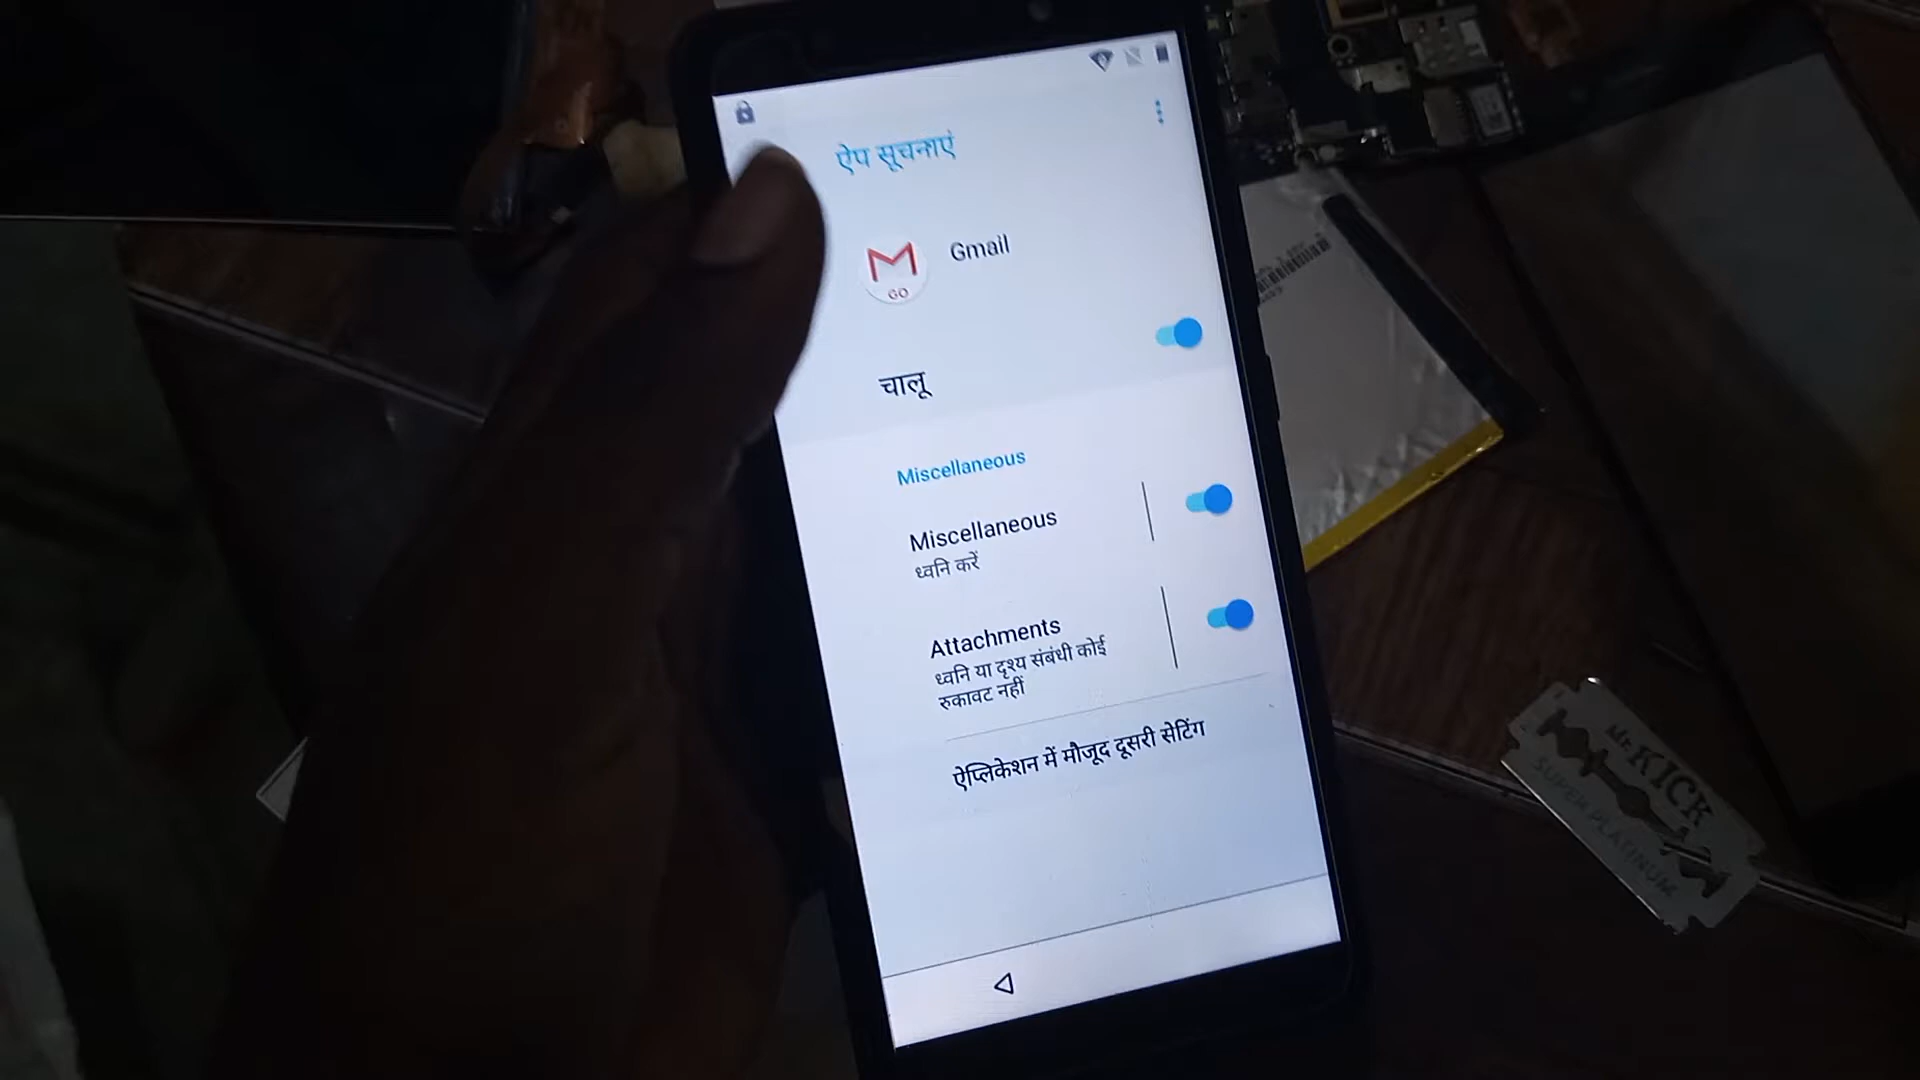 ऐप सूचनाएं
Gmail
GO
चालू
Miscellaneous
Miscellaneous
ध्वनि करें
Attachments
ध्वनि या दृश्य संबंधी कोई
रुकावट नहीं
ऐप्लिकेशन में मौजूद दूसरी सेटिंग
Mr.
KICK
SUPER PLATINUM